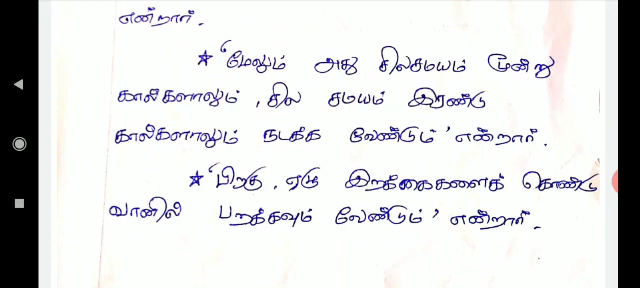 என்றார்.
★ 'மேலும் அது சிலசமயம் மூன்று
கால்களாலும், சில சமயம் இரண்டு
கால்களாலும் நடக்க வேண்டும்' என்றார்.
★ 'பிறகு, ஏழு இறக்கைகளைக் கொண்டு
வானில் பறக்கவும் வேண்டும்' என்றார்.